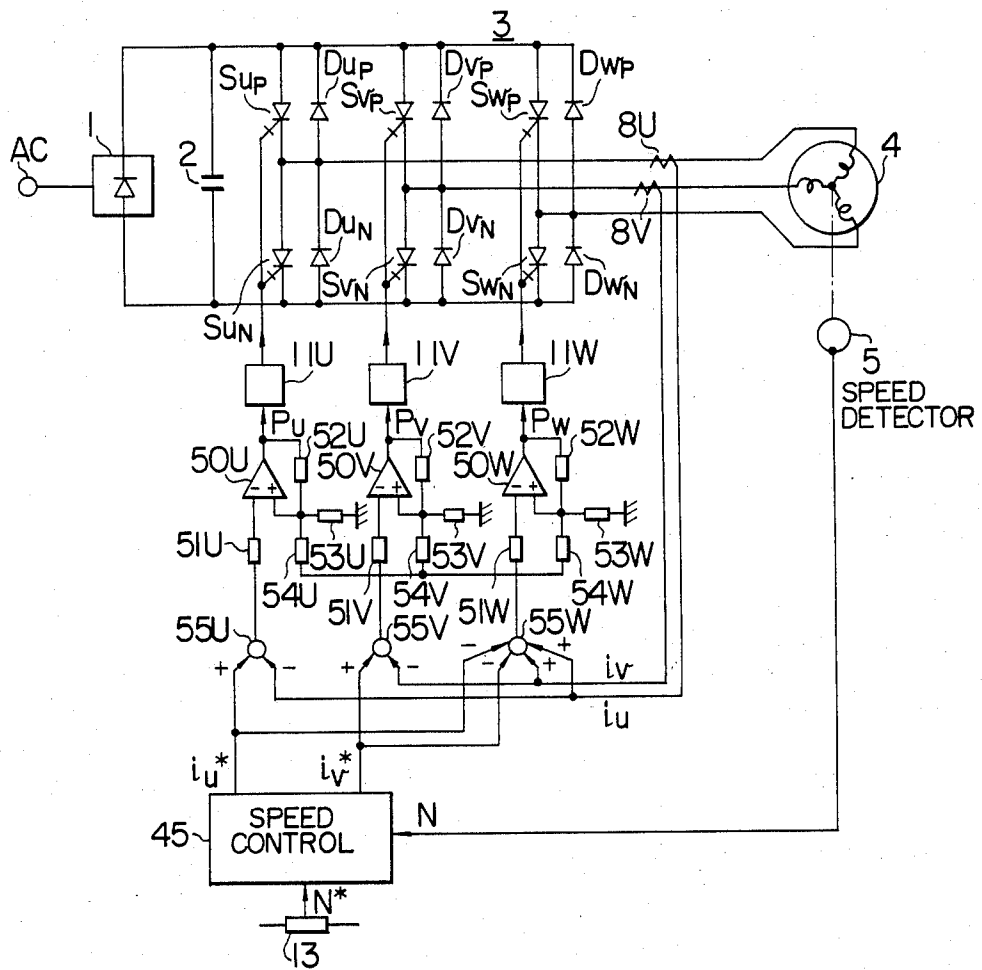 3
SuP
DuP
SvP
DvP
SwP
DwP
1
AC
2
8U
4
8V
DuN
DvN
SvN
SwN
DwN
SuN
11U
11V
11W
5
SPEED
DETECTOR
Pu
Pv
Pw
52U
52V
52W
50U
50V
50W
- +
- +
- +
51U
53U
53V
53W
54U
51V
54V
51W
54W
55U
55V
55W
+ -
+ -
- - + +
iv
iu
iu*
iv*
45
SPEED
CONTROL
N
N*
13